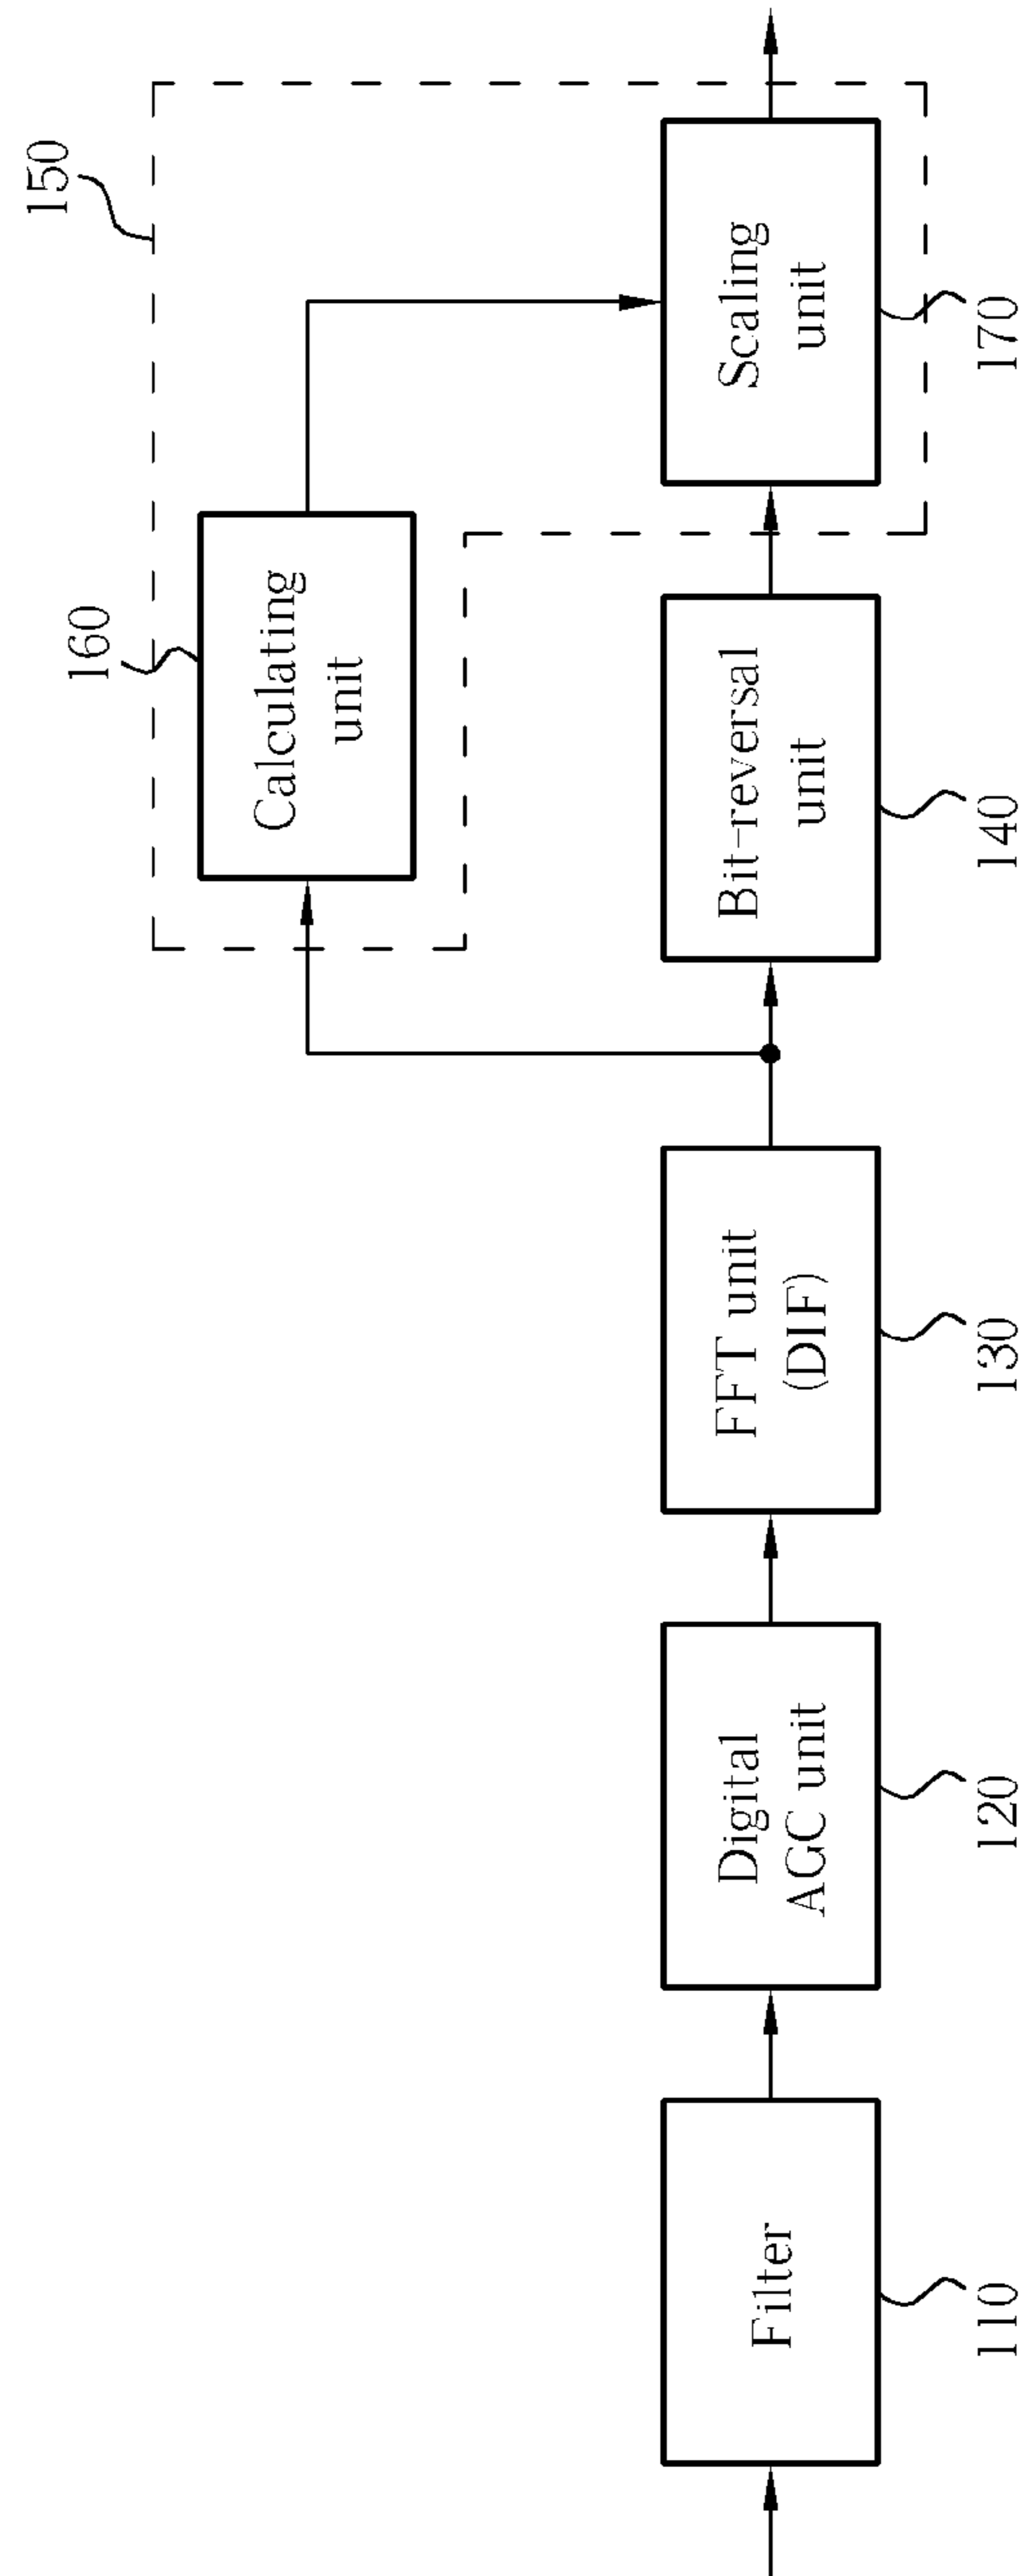 150
160
Calculating
unit
Filter
110
Digital
AGC unit
120
FFT unit
(DIF)
130
Bit-reversal
unit
140
Scaling
unit
170